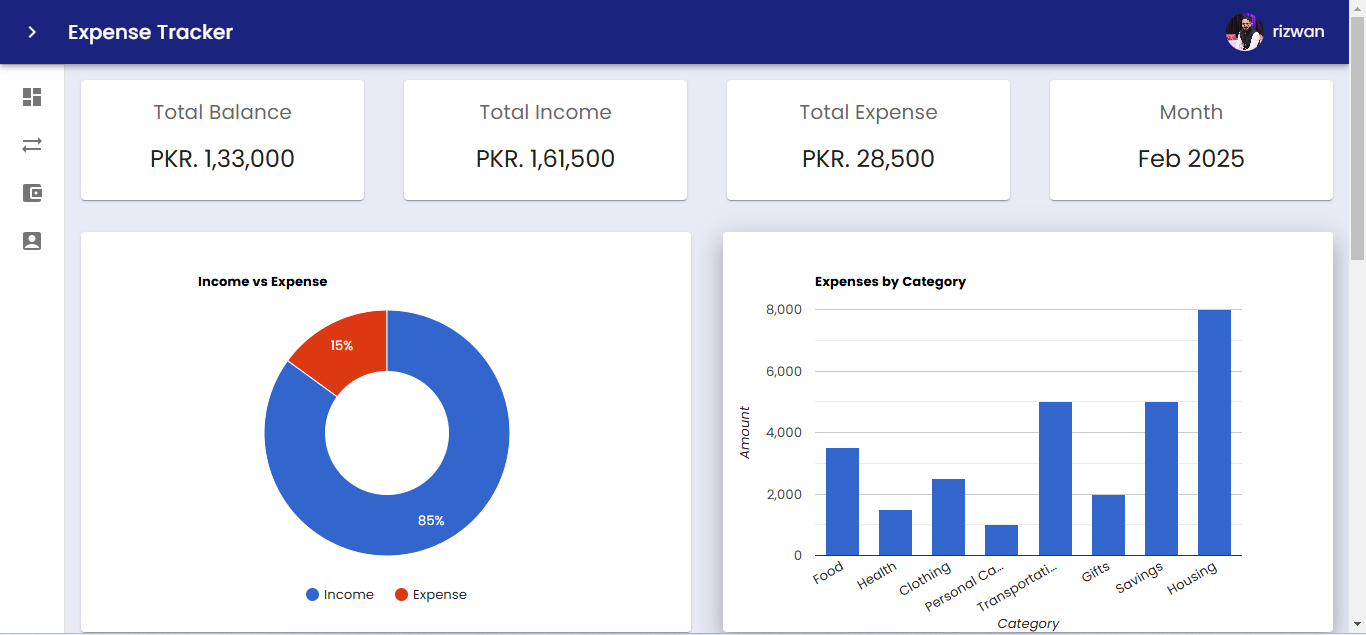 Expense Tracker
rizwan
Total Balance
PKR. 1,33,000
Total Income
PKR. 1,61,500
Total Expense
PKR. 28,500
Month
Feb 2025
Income vs Expense
15%
85%
Income
Expense
Expenses by Category
8,000
6,000
4,000
2,000
0
Amount
Food
Health
Clothing
Personal Ca...
Transportati...
Gifts
Savings
Housing
Category